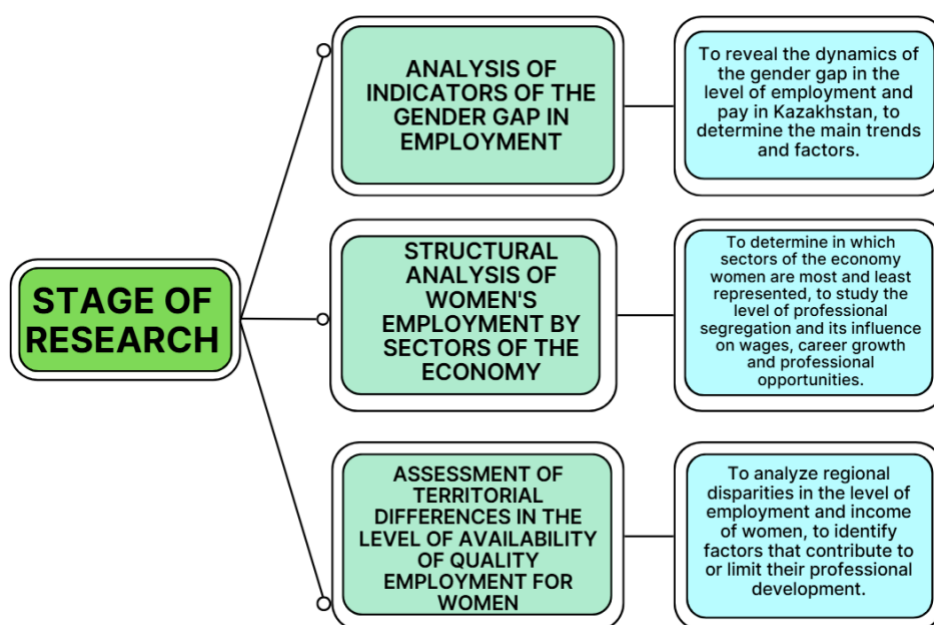 STAGE OF
RESEARCH
ANALYSIS OF
INDICATORS OF THE
GENDER GAP IN
EMPLOYMENT
To reveal the dynamics of
the gender gap in the
level of employment and
pay in Kazakhstan, to
determine the main trends
and factors.
STRUCTURAL
ANALYSIS OF
WOMEN'S
EMPLOYMENT BY
SECTORS OF THE
ECONOMY
To determine in which
sectors of the economy
women are most and least
represented, to study the
level of professional
segregation and its influence
on wages, career growth
and professional
opportunities.
ASSESSMENT OF
TERRITORIAL
DIFFERENCES IN THE
LEVEL OF AVAILABILITY
OF QUALITY
EMPLOYMENT FOR
WOMEN
To analyze regional
disparities in the level of
employment and income
of women, to identify
factors that contribute to
or limit their professional
development.